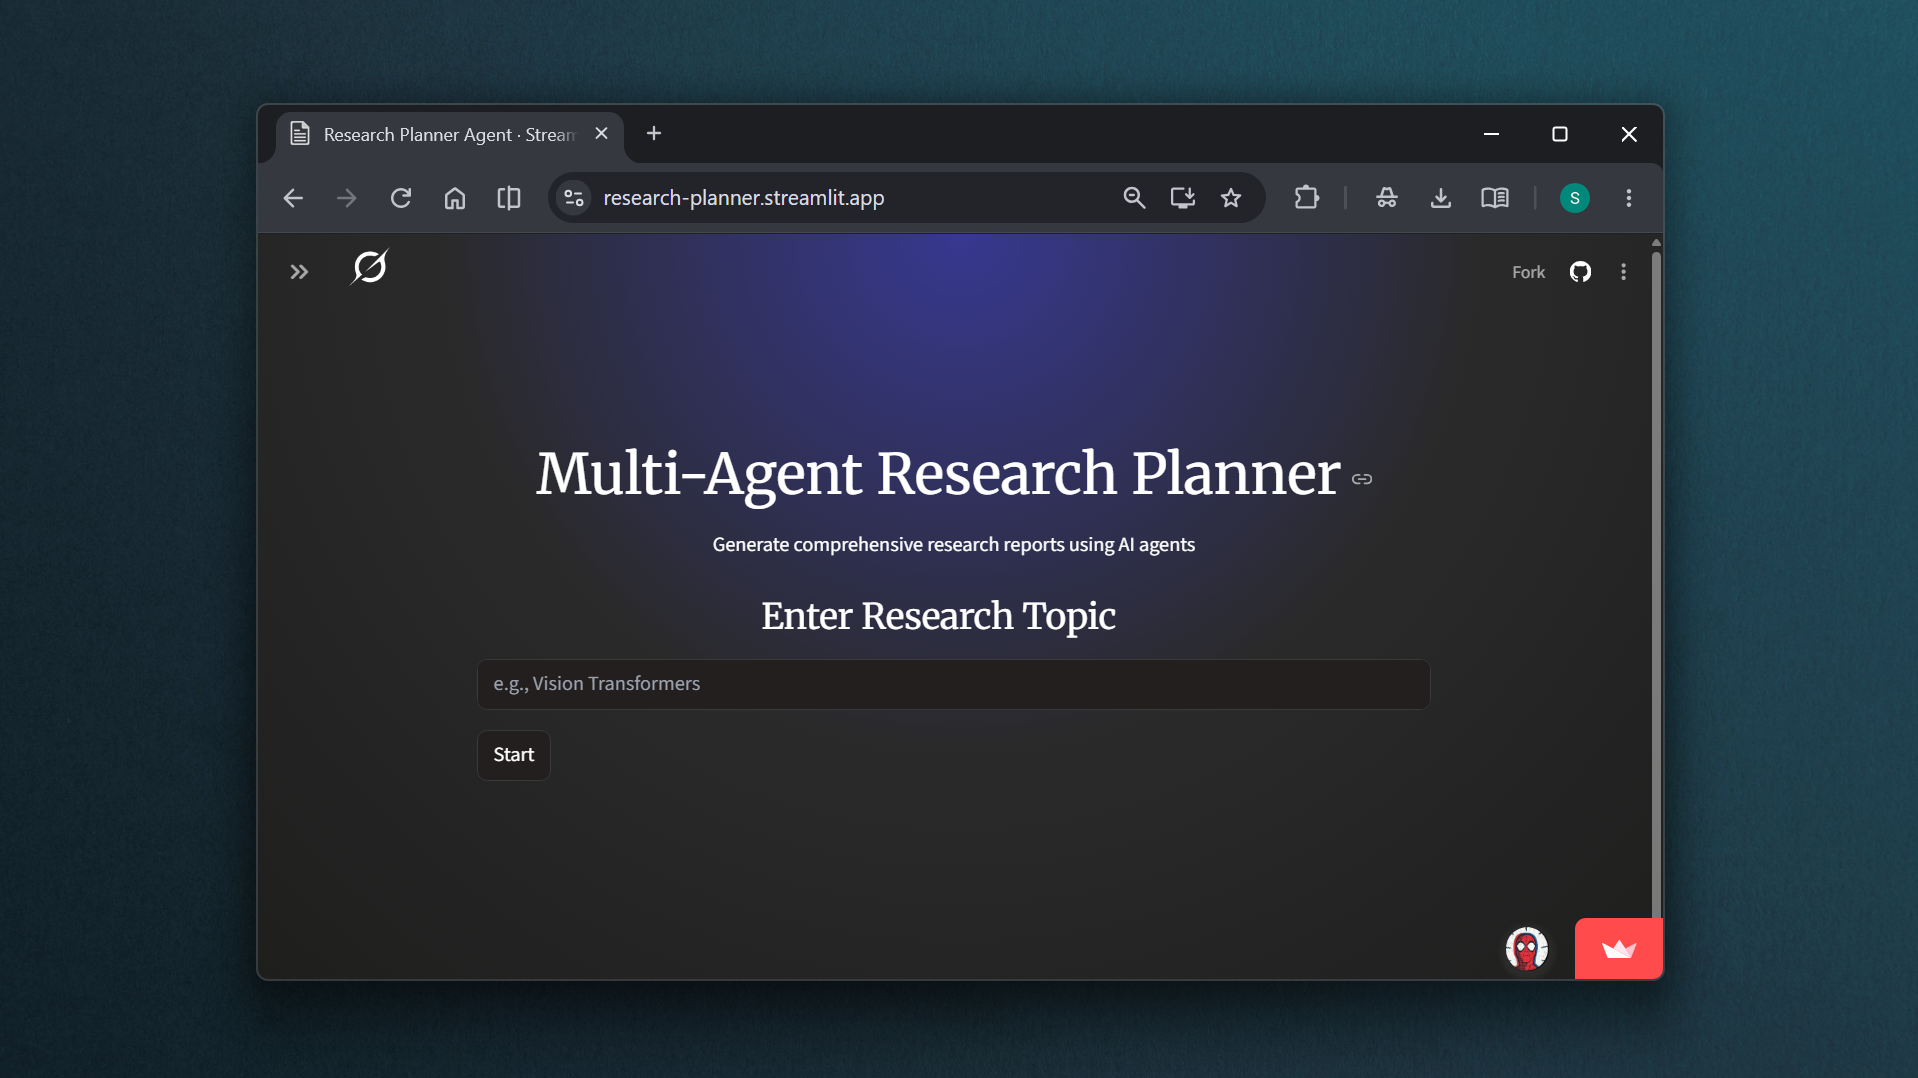 Research Planner Agent · Stream
research-planner.streamlit.app
S
Fork
Multi-Agent Research Planner
Generate comprehensive research reports using AI agents
Enter Research Topic
e.g., Vision Transformers
Start